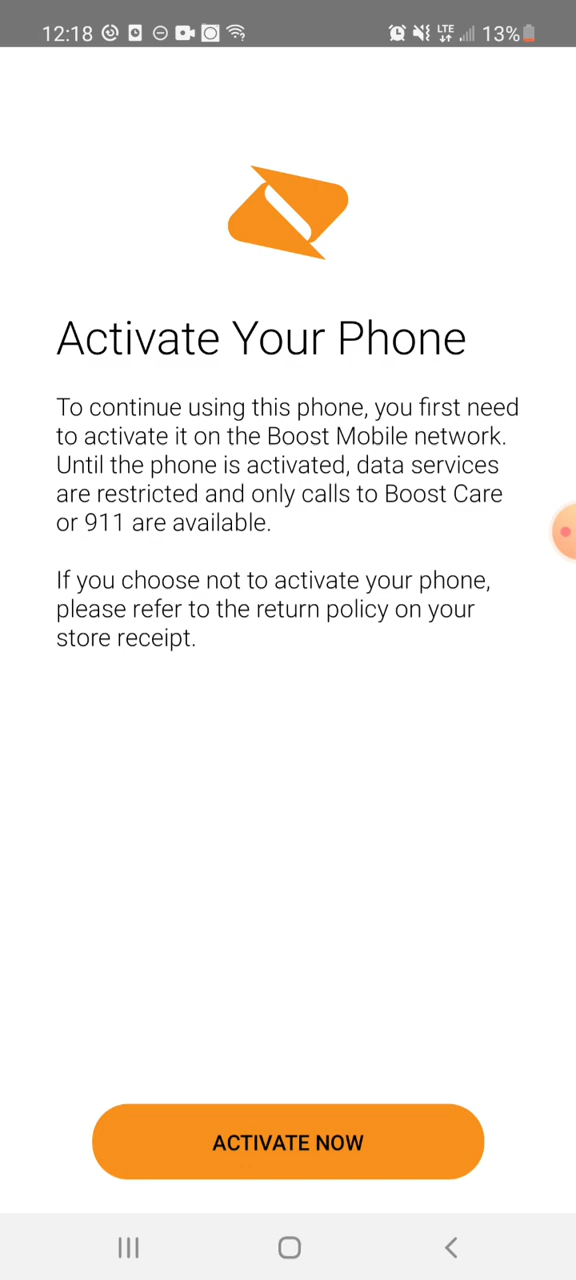 12:18 LTE 13%
Activate Your Phone
To continue using this phone, you first need
to activate it on the Boost Mobile network.
Until the phone is activated, data services
are restricted and only calls to Boost Care
or 911 are available.
If you choose not to activate your phone,
please refer to the return policy on your
store receipt.
ACTIVATE NOW